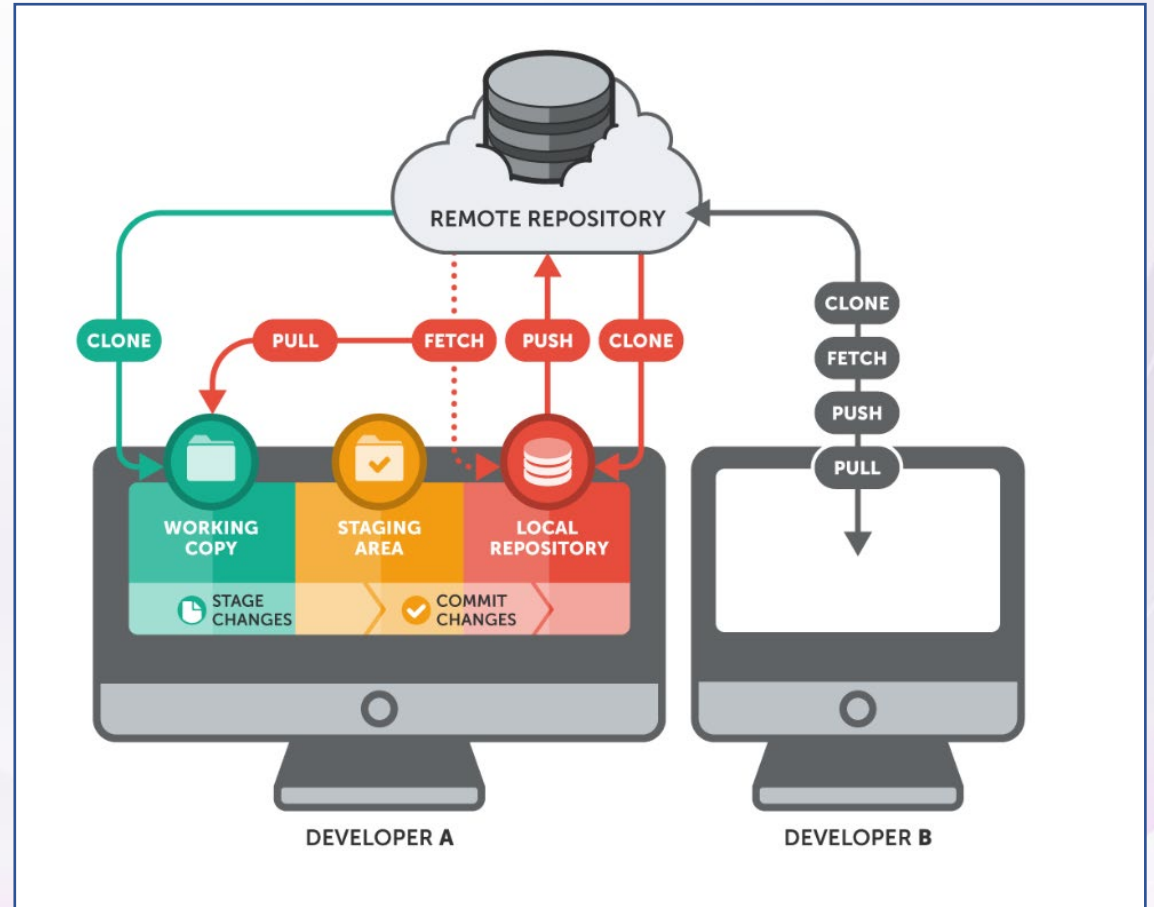 REMOTE REPOSITORY
CLONE
PULL
FETCH
PUSH
CLONE
CLONE
FETCH
PUSH
PULL
WORKING
COPY
STAGING
AREA
LOCAL
REPOSITORY
STAGE
CHANGES
COMMIT
CHANGES
DEVELOPER A
DEVELOPER B